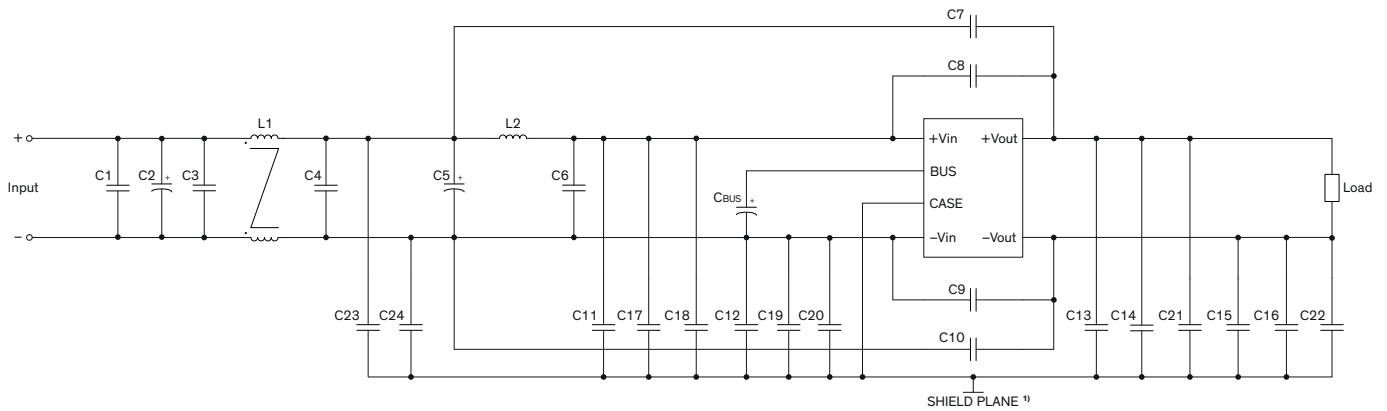 C7
C8
L1
L2
+
+Vin
+Vout
Input
C1
C2
+
C3
C4
C5
+
C6
BUS
CBUS
+
CASE
Load
−
−Vin
−Vout
C9
C23
C24
C11
C17
C18
C12
C19
C20
C10
C13
C14
C21
C15
C16
C22
SHIELD PLANE ¹⁾